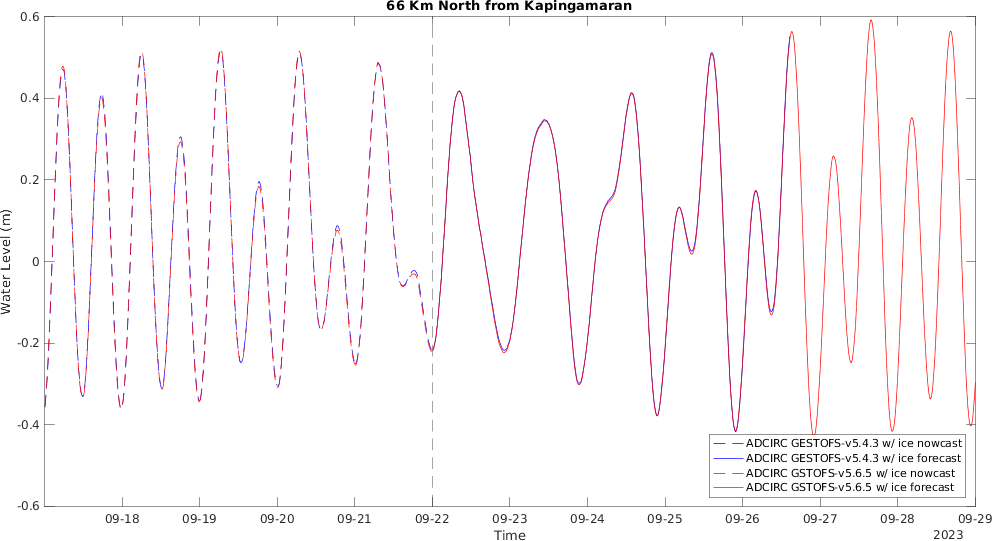 66 Km North from Kapingamaran
0.6
0.4
0.2
0
-0.2
-0.4
-0.6
Water Level (m)
ADCIRC GESTOFS-v5.4.3 w/ ice nowcast
ADCIRC GESTOFS-v5.4.3 w/ ice forecast
ADCIRC GSTOFS-v5.6.5 w/ ice nowcast
ADCIRC GSTOFS-v5.6.5 w/ ice forecast
09-18 09-19 09-20 09-21 09-22 09-23 09-24 09-25 09-26 09-27 09-28 09-29
Time
2023